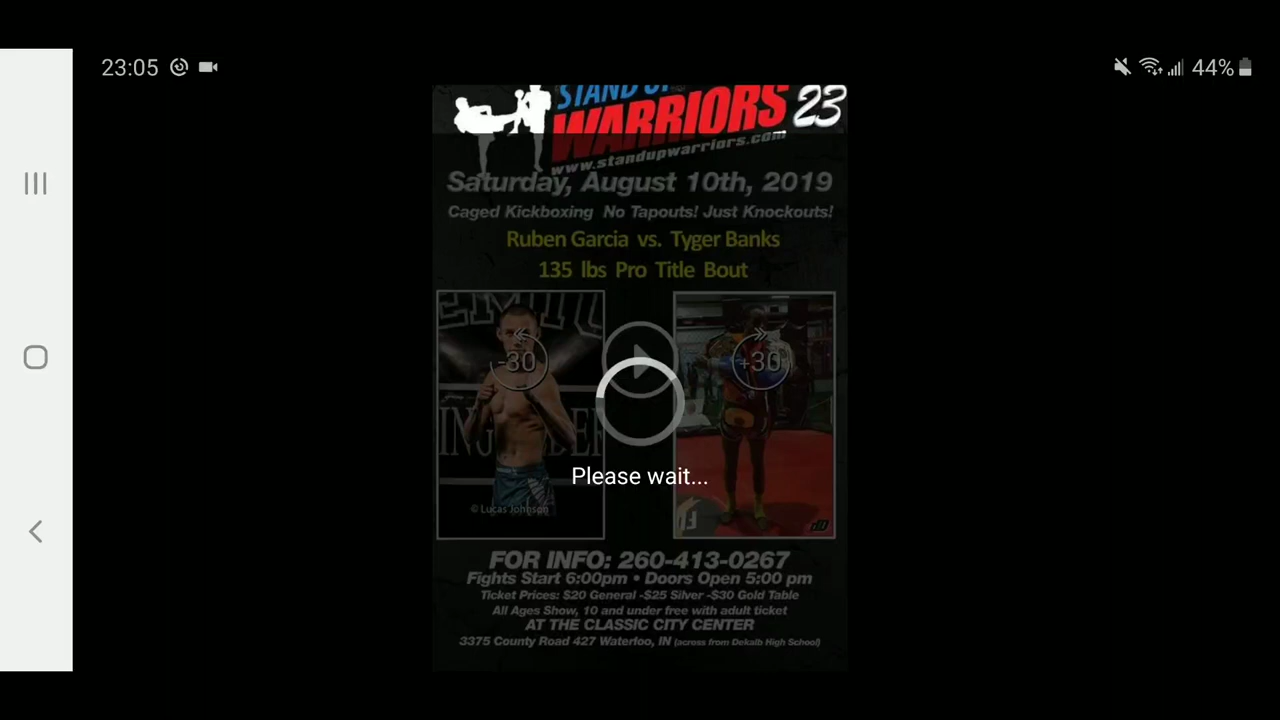 23:05
44%
STAND UP
WARRIORS 23
www.standupwarriors.com
Saturday, August 10th, 2019
Caged Kickboxing No Tapouts! Just Knockouts!
Ruben Garcia vs. Tyger Banks
135 lbs Pro Title Bout
-30
+30
Please wait...
© Lucas Johnson
FOR INFO: 260-413-0267
Fights Start 6:00pm • Doors Open 5:00 pm
Ticket Prices: $20 General -$25 Silver -$30 Gold Table
All Ages Show, 10 and under free with adult ticket
AT THE CLASSIC CITY CENTER
3375 County Road 427 Waterloo, IN (across from Dekalb High School)